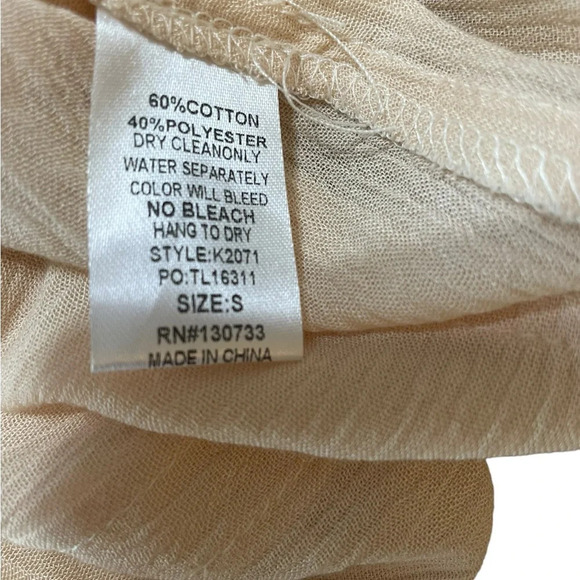 60%COTTON
40%POLYESTER
DRY CLEANONLY
WATER SEPARATELY
COLOR WILL BLEED
NO BLEACH
HANG TO DRY
STYLE:K2071
PO:TL16311
SIZE:S
RN#130733
MADE IN CHINA